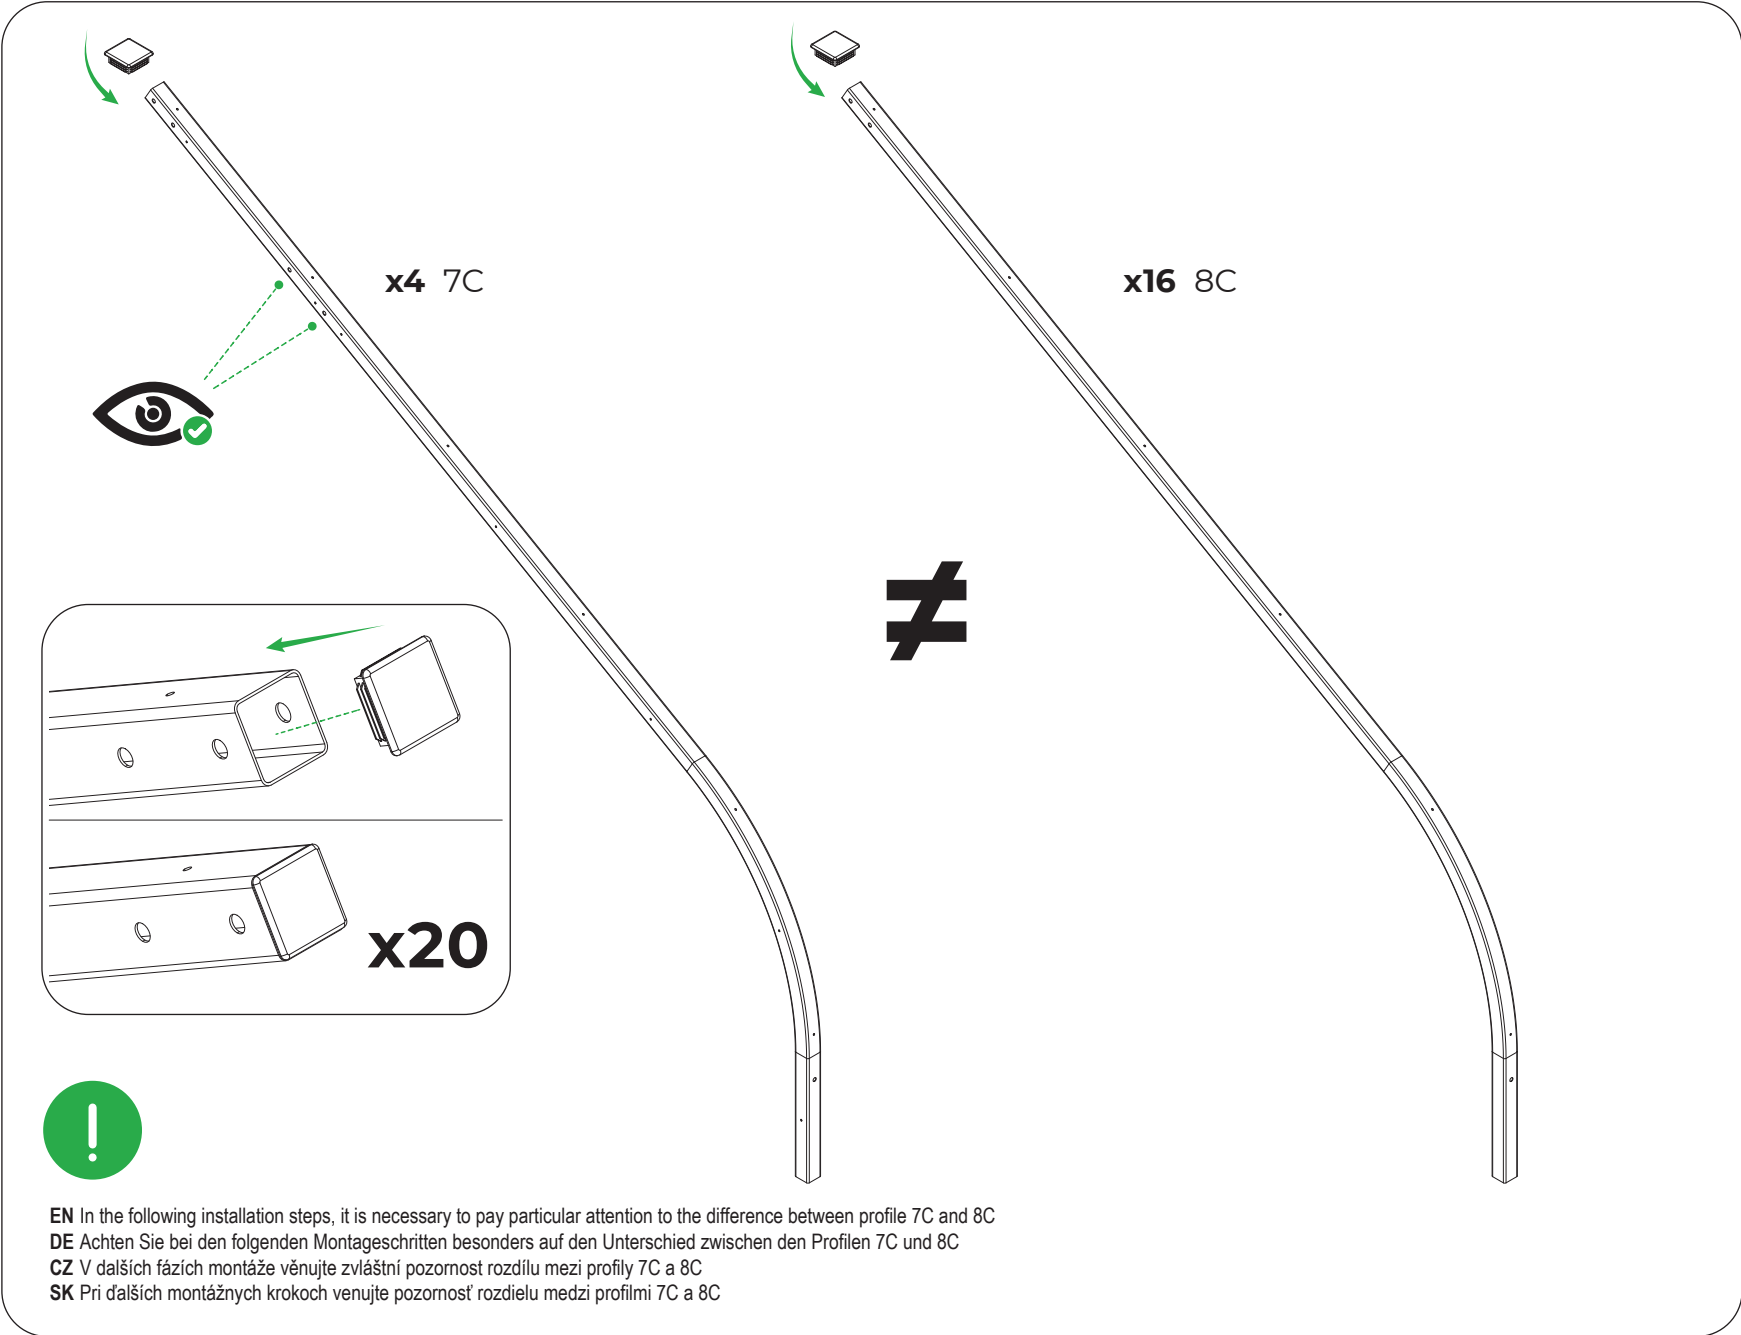 x4 7C
x16 8C
≠
x20
!
EN In the following installation steps, it is necessary to pay particular attention to the difference between profile 7C and 8C
DE Achten Sie bei den folgenden Montageschritten besonders auf den Unterschied zwischen den Profilen 7C und 8C
CZ V dalších fázích montáže věnujte zvláštní pozornost rozdílu mezi profily 7C a 8C
SK Pri ďalších montážnych krokoch venujte pozornosť rozdielu medzi profilmi 7C a 8C